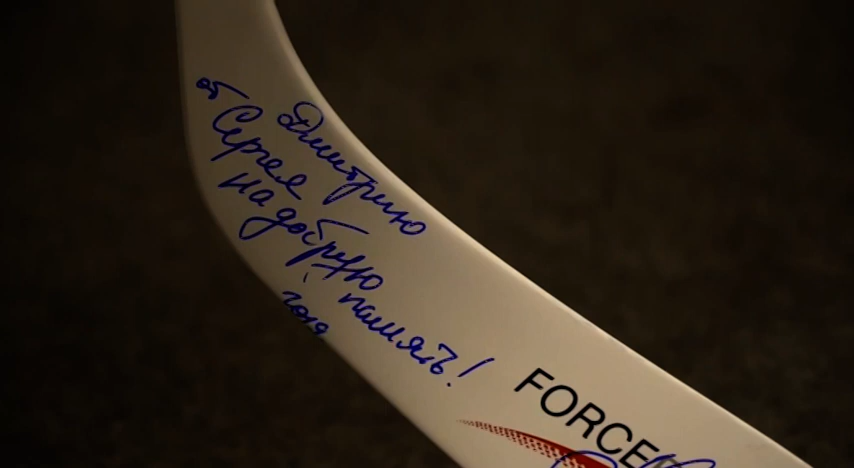 Дмитрию
от Сергея
на добрую
память!
2019
FORCE